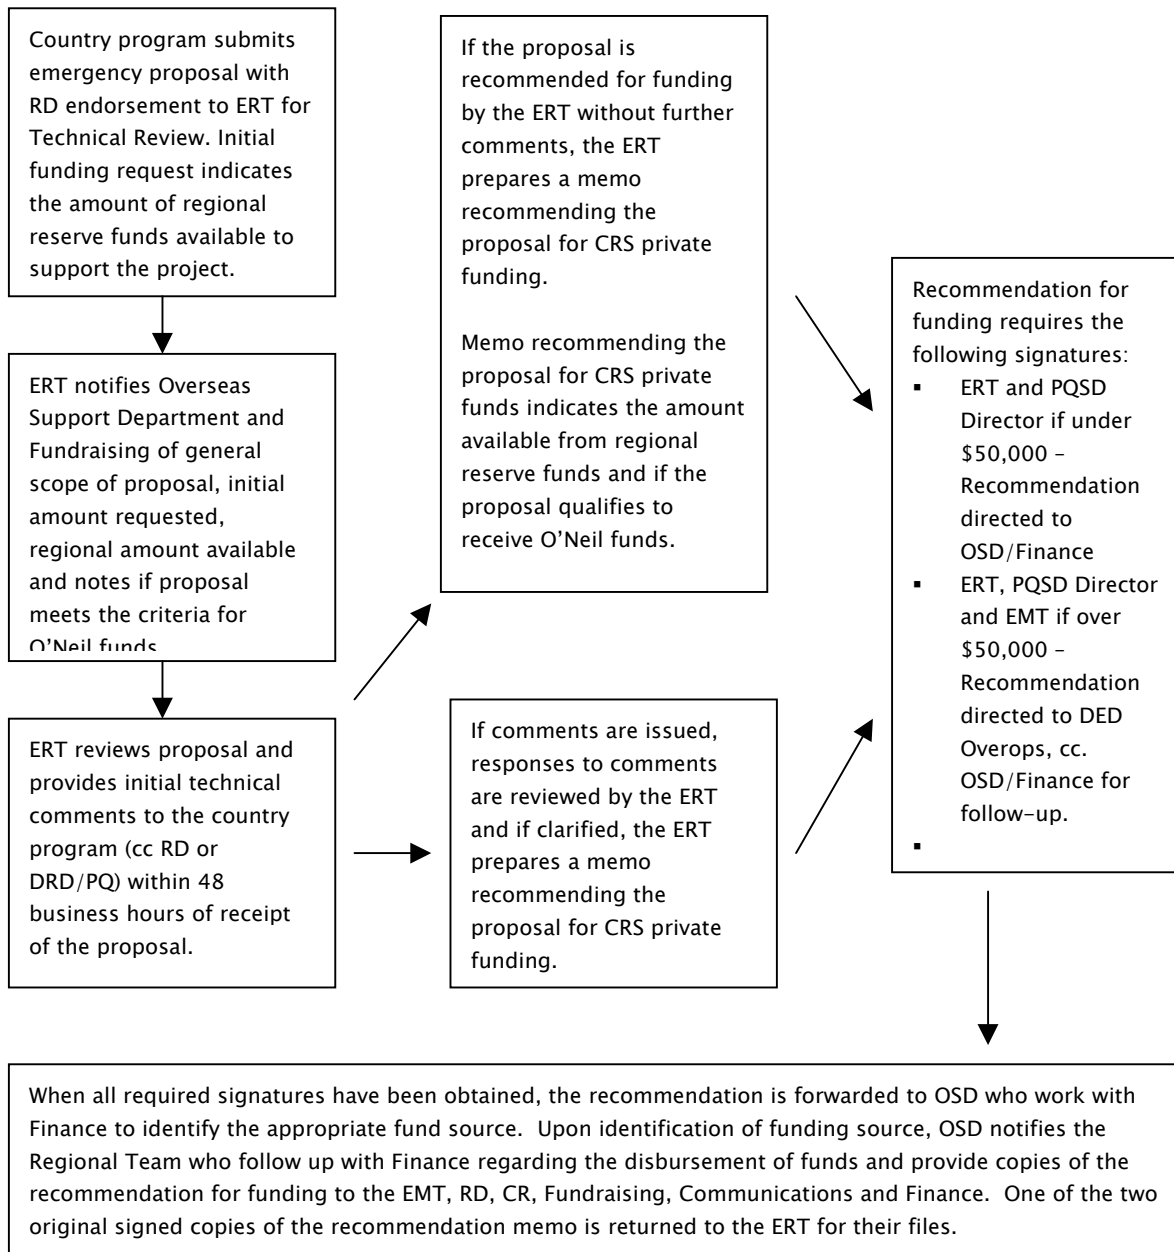 Country program submits
emergency proposal with
RD endorsement to ERT for
Technical Review. Initial
funding request indicates
the amount of regional
reserve funds available to
support the project.
ERT notifies Overseas
Support Department and
Fundraising of general
scope of proposal, initial
amount requested,
regional amount available
and notes if proposal
meets the criteria for
O'Neil funds
ERT reviews proposal and
provides initial technical
comments to the country
program (cc RD or
DRD/PQ) within 48
business hours of receipt
of the proposal.
If the proposal is
recommended for funding
by the ERT without further
comments, the ERT
prepares a memo
recommending the
proposal for CRS private
funding.
Memo recommending the
proposal for CRS private
funds indicates the amount
available from regional
reserve funds and if the
proposal qualifies to
receive O'Neil funds.
If comments are issued,
responses to comments
are reviewed by the ERT
and if clarified, the ERT
prepares a memo
recommending the
proposal for CRS private
funding.
Recommendation for
funding requires the
following signatures:
▪ ERT and PQSD
Director if under
$50,000 –
Recommendation
directed to
OSD/Finance
▪ ERT, PQSD Director
and EMT if over
$50,000 –
Recommendation
directed to DED
Overops, cc.
OSD/Finance for
follow-up.
▪
When all required signatures have been obtained, the recommendation is forwarded to OSD who work with
Finance to identify the appropriate fund source.  Upon identification of funding source, OSD notifies the
Regional Team who follow up with Finance regarding the disbursement of funds and provide copies of the
recommendation for funding to the EMT, RD, CR, Fundraising, Communications and Finance.  One of the two
original signed copies of the recommendation memo is returned to the ERT for their files.